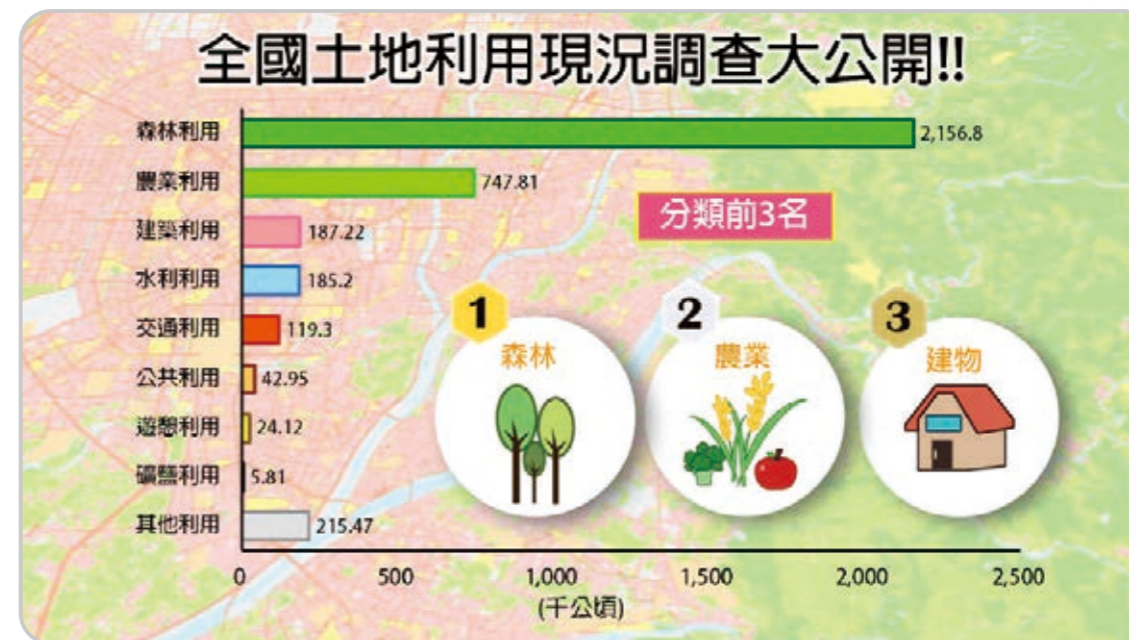 全國土地利用現況調查大公開!!
森林利用 2,156.8
農業利用 747.81
建築利用 187.22
水利利用 185.2
交通利用 119.3
公共利用 42.95
遊憩利用 24.12
礦鹽利用 5.81
其他利用 215.47
0 500 1,000 1,500 2,000 2,500
(千公頃)
分類前3名
1 2 3
森林 農業 建物